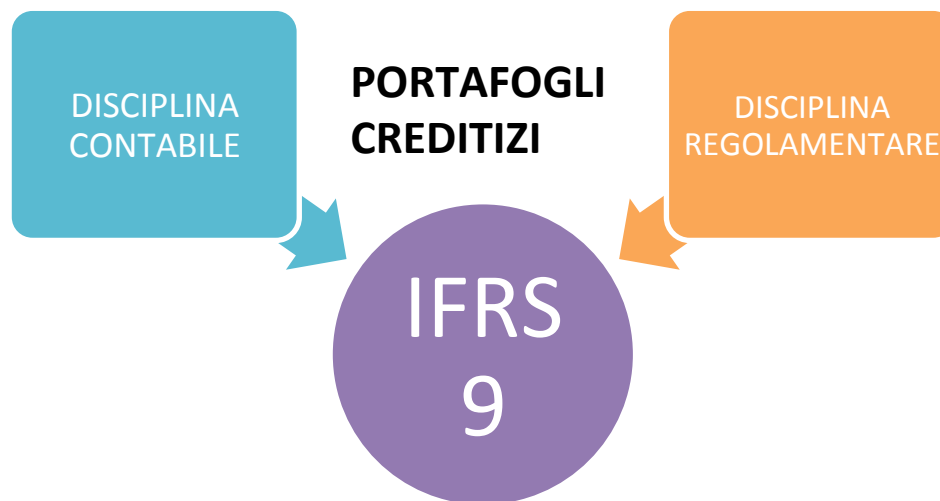 DISCIPLINA
CONTABILE
PORTAFOGLI
CREDITIZI
DISCIPLINA
REGOLAMENTARE
IFRS
9